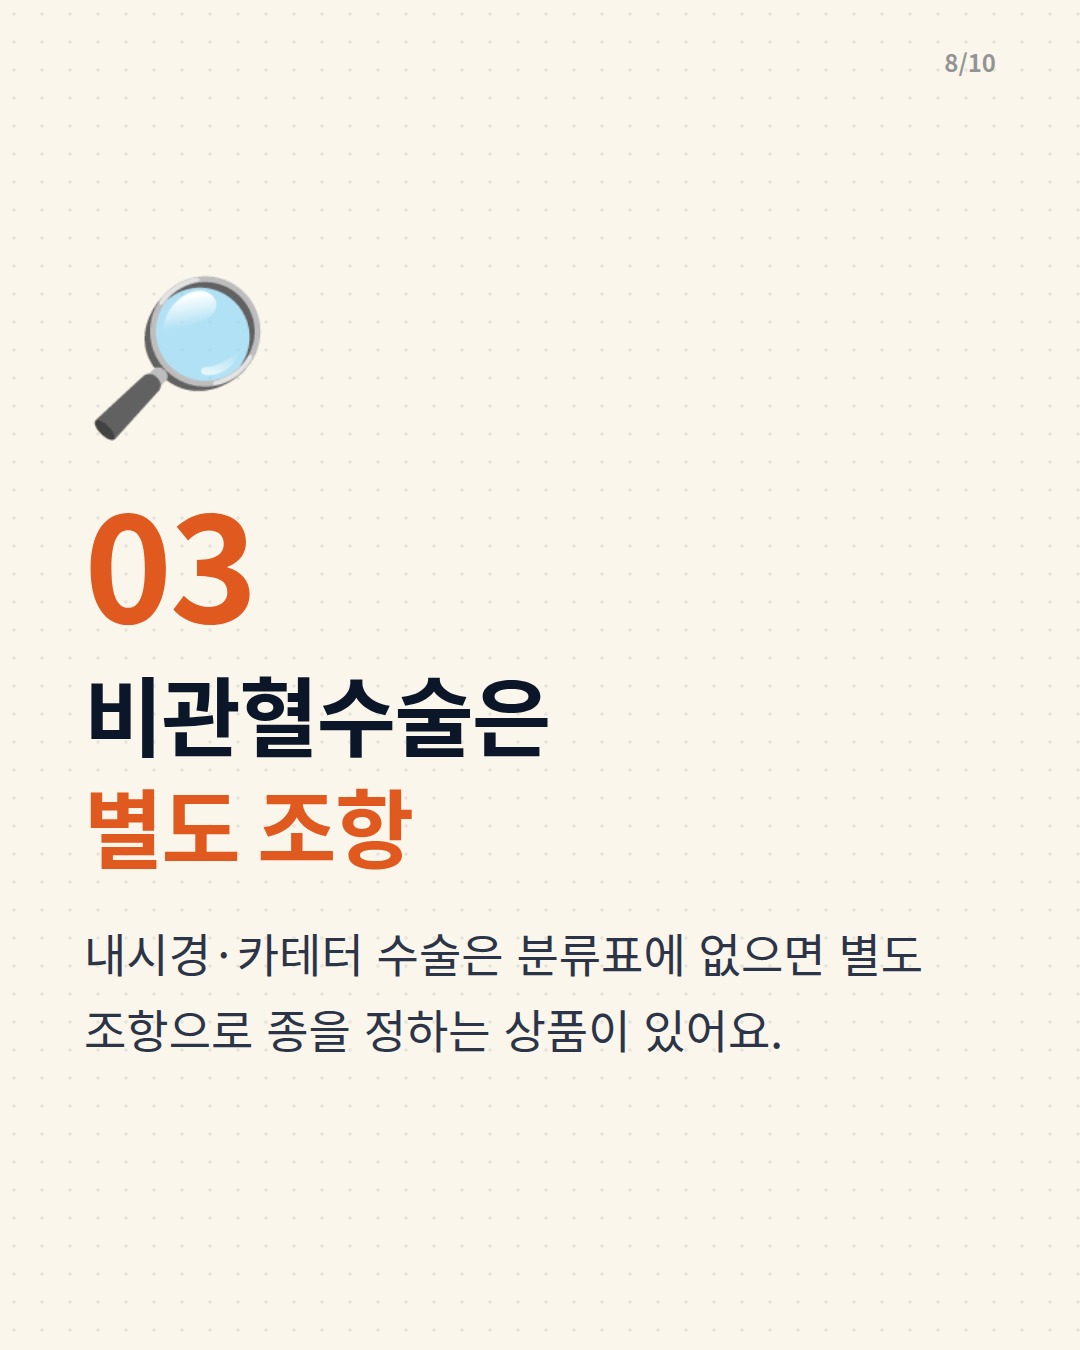 8/10
03
비관혈수술은
별도 조항
내시경·카테터 수술은 분류표에 없으면 별도
조항으로 종을 정하는 상품이 있어요.